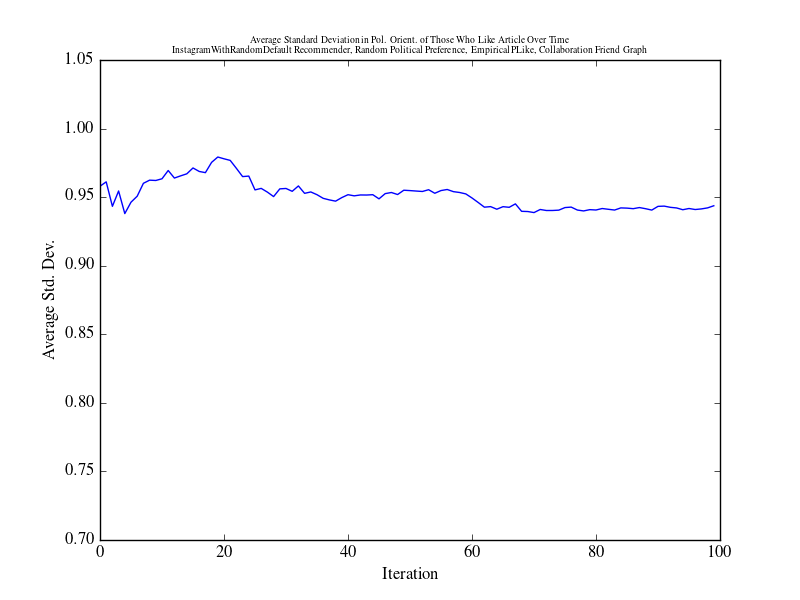 Average Standard Deviation in Pol. Orient. of Those Who Like Article Over Time
InstagramWithRandomDefault Recommender, Random Political Preference, EmpiricalPLike, Collaboration Friend Graph
1.05
1.00
0.95
0.90
0.85
0.80
0.75
0.70
Average Std. Dev.
0 20 40 60 80 100
Iteration